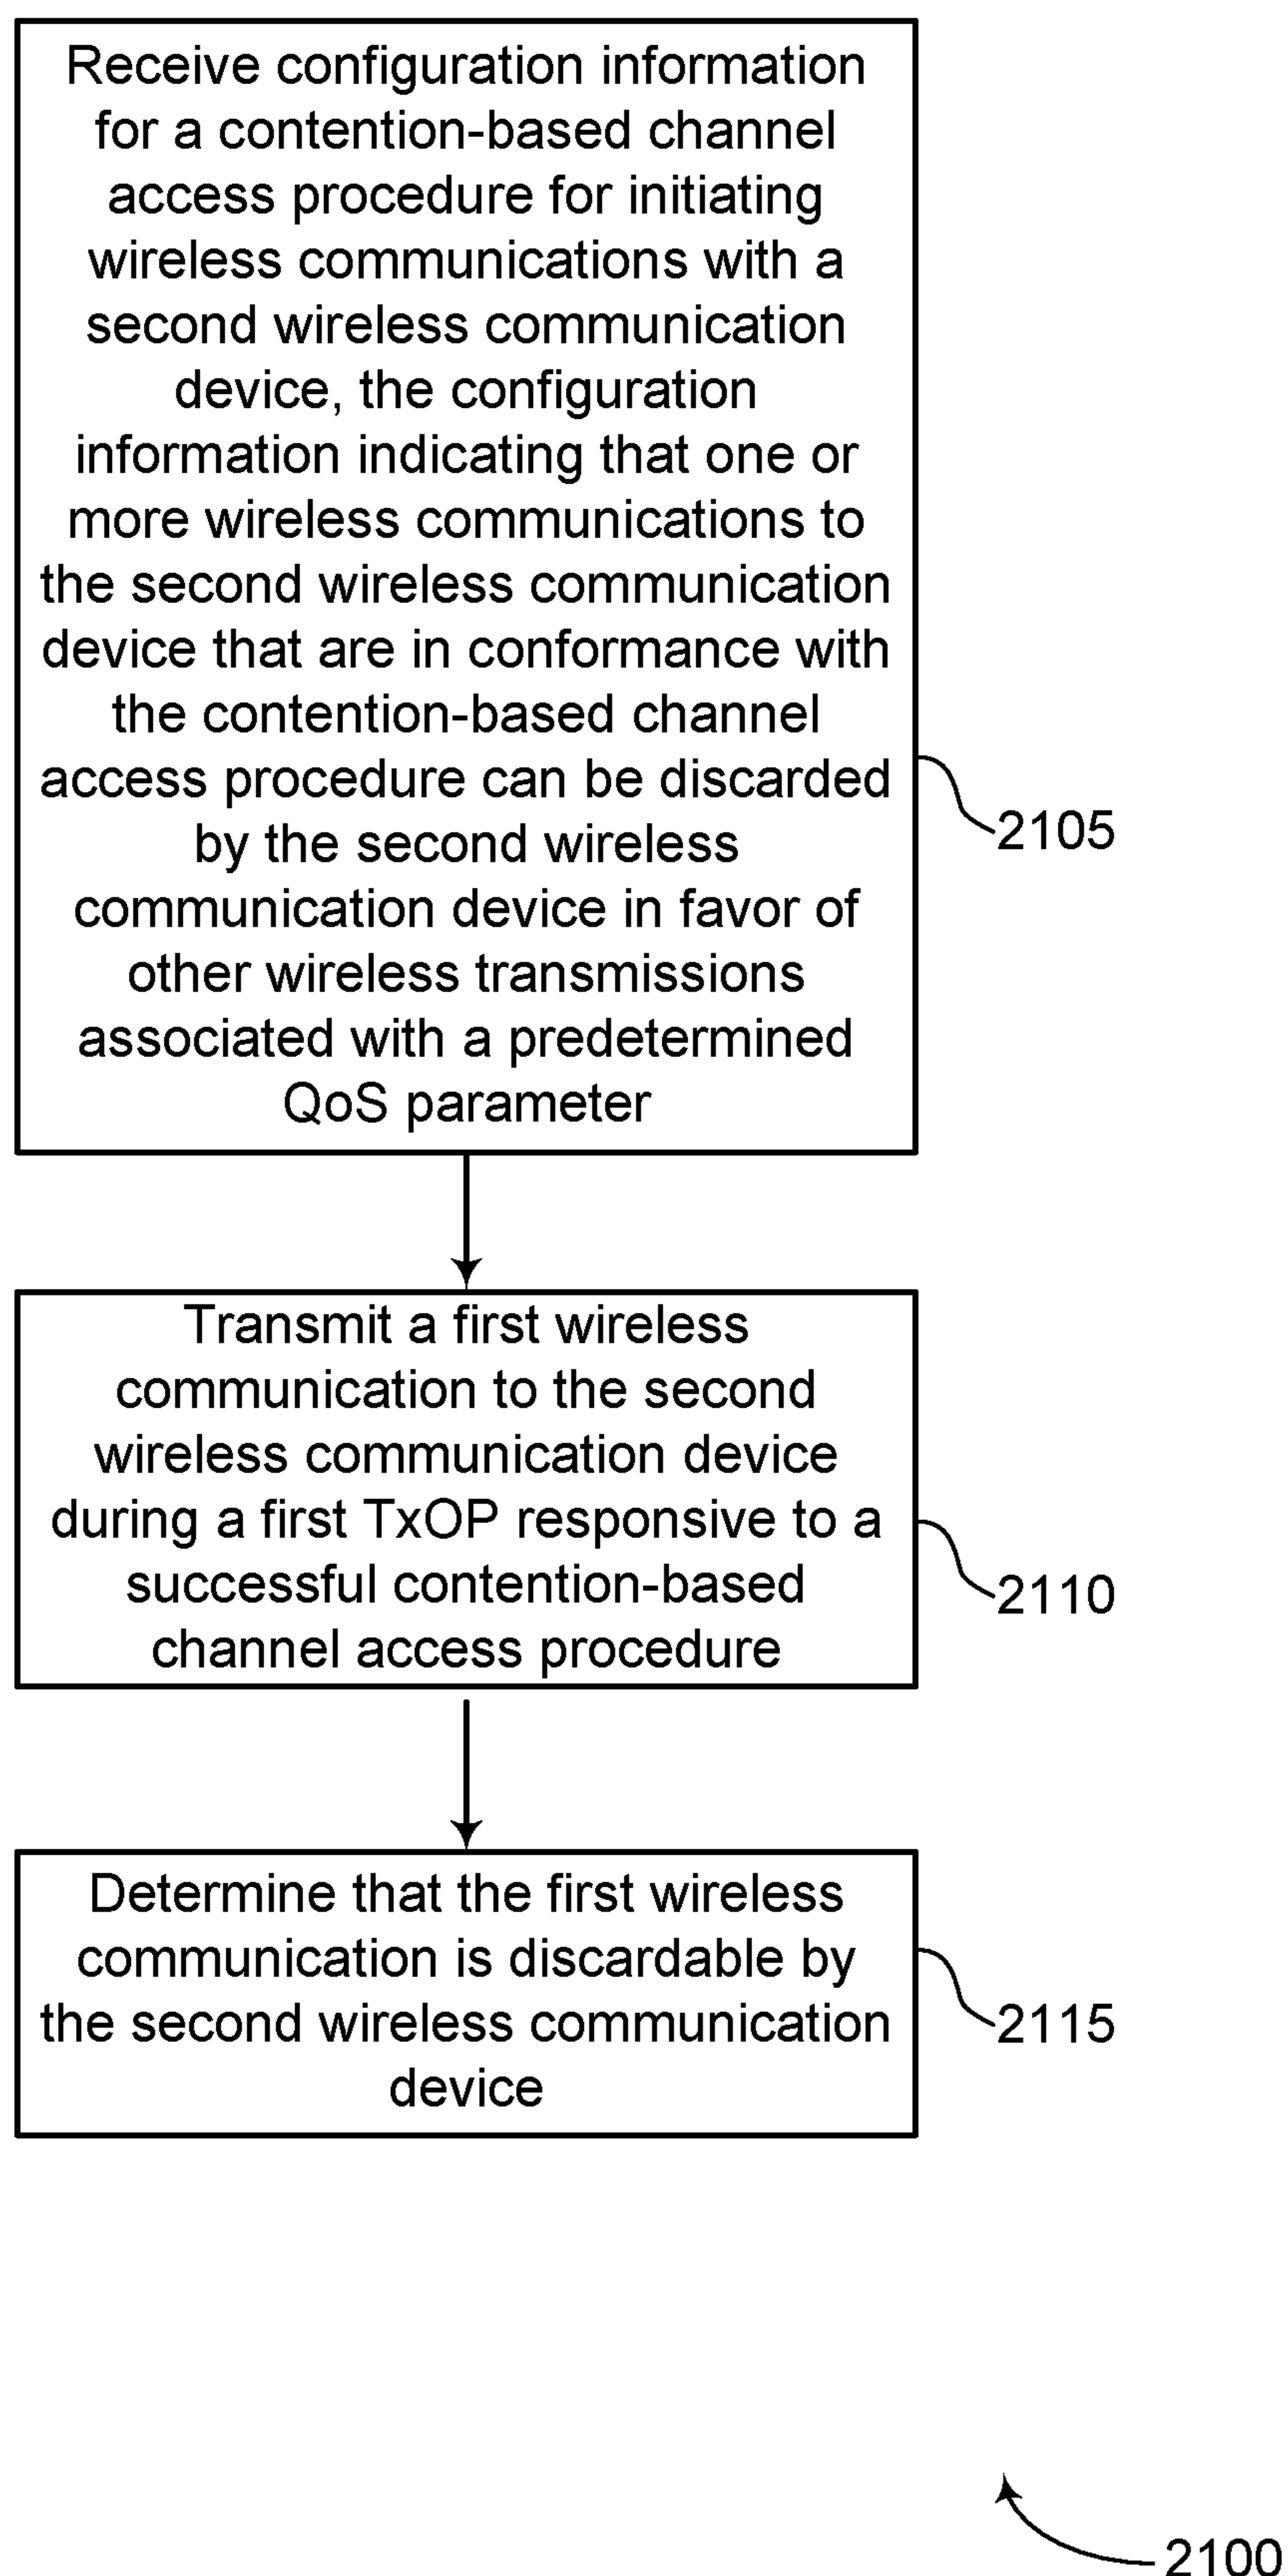 Receive configuration information
for a contention-based channel
access procedure for initiating
wireless communications with a
second wireless communication
device, the configuration
information indicating that one or
more wireless communications to
the second wireless communication
device that are in conformance with
the contention-based channel
access procedure can be discarded
by the second wireless
communication device in favor of
other wireless transmissions
associated with a predetermined
QoS parameter
2105
Transmit a first wireless
communication to the second
wireless communication device
during a first TxOP responsive to a
successful contention-based
channel access procedure
2110
Determine that the first wireless
communication is discardable by
the second wireless communication
device
2115
2100